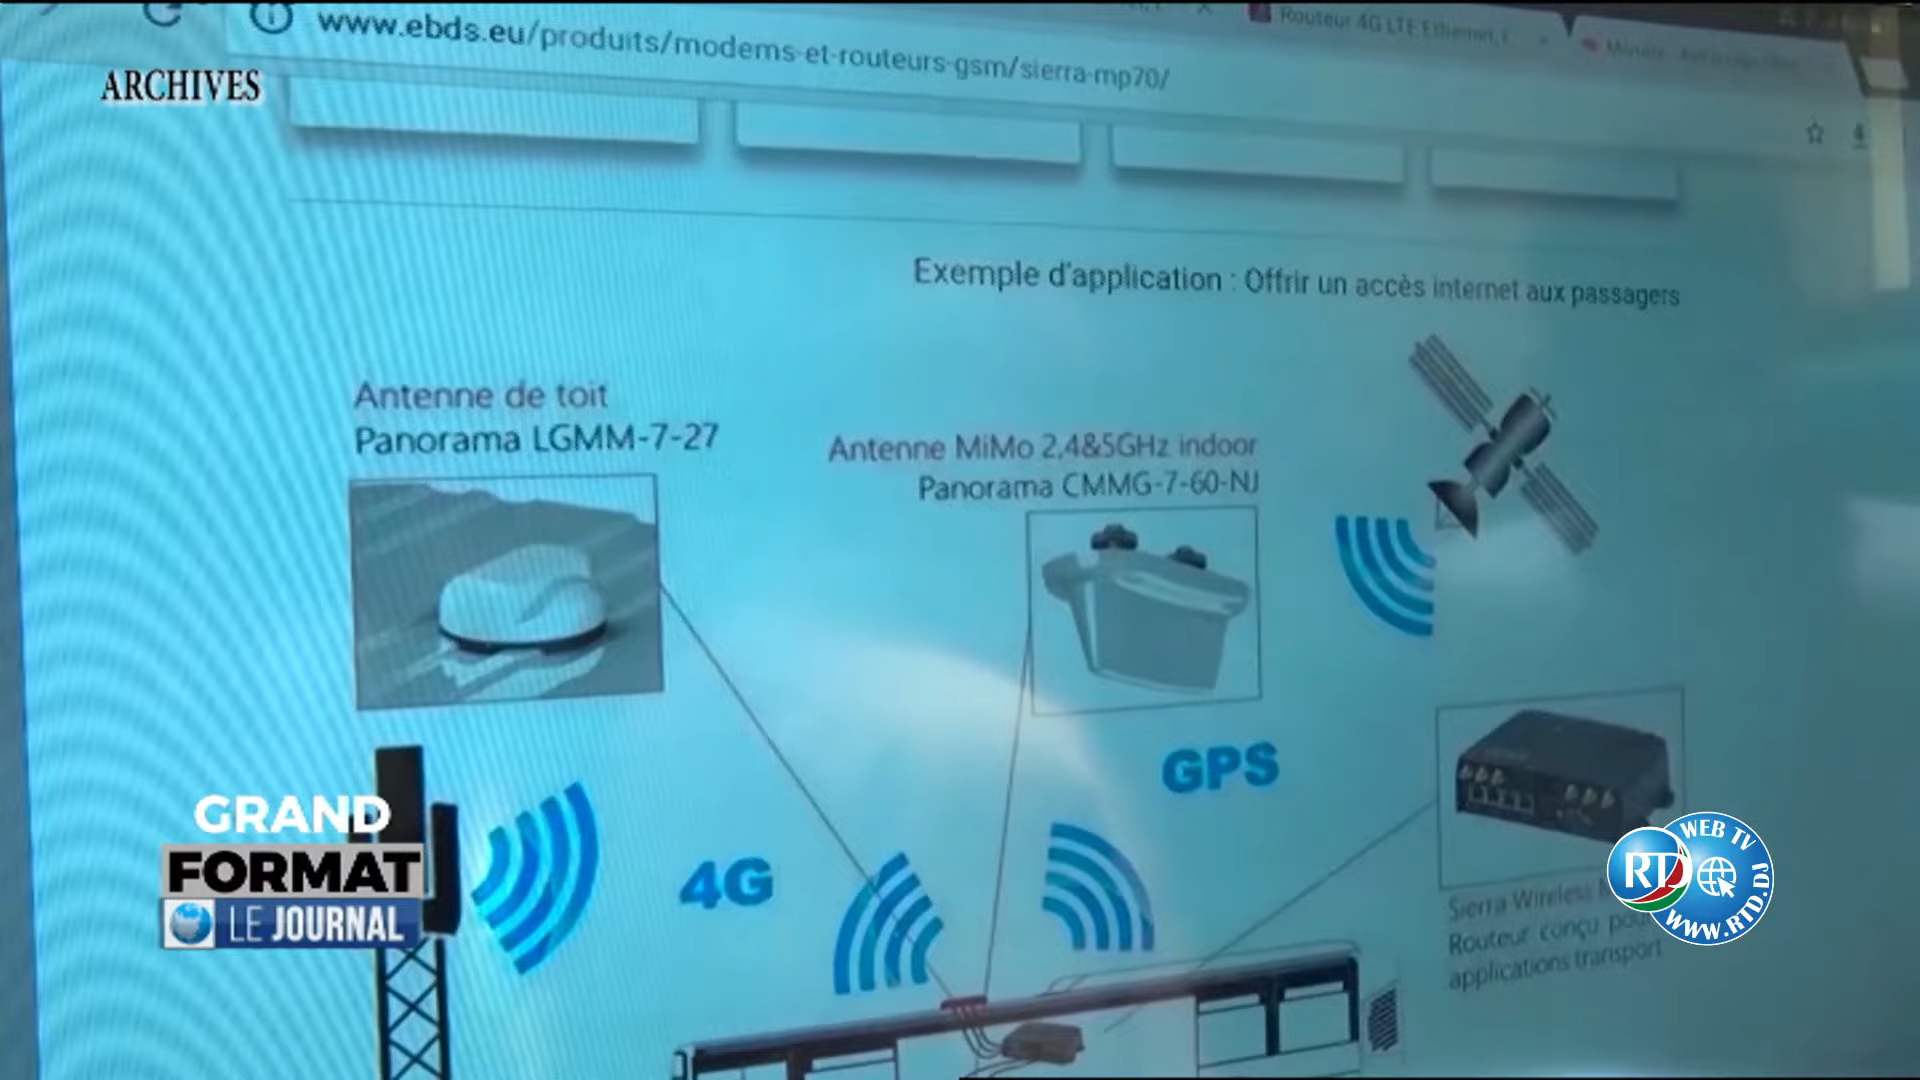 www.ebds.eu/produits/modems-et-routeurs-gsm/sierra-mp70/
Routeur 4G LTE Ethernet,
ARCHIVES
Exemple d'application : Offrir un accès internet aux passagers
Antenne de toit
Panorama LGMM-7-27
Antenne MiMo 2,4&5GHz indoor
Panorama CMMG-7-60-NJ
GPS
4G
Sierra Wireless
Routeur conçu
applications transport
GRAND
FORMAT
LE JOURNAL
WEB TV
RTD
WWW.RTD.DJ